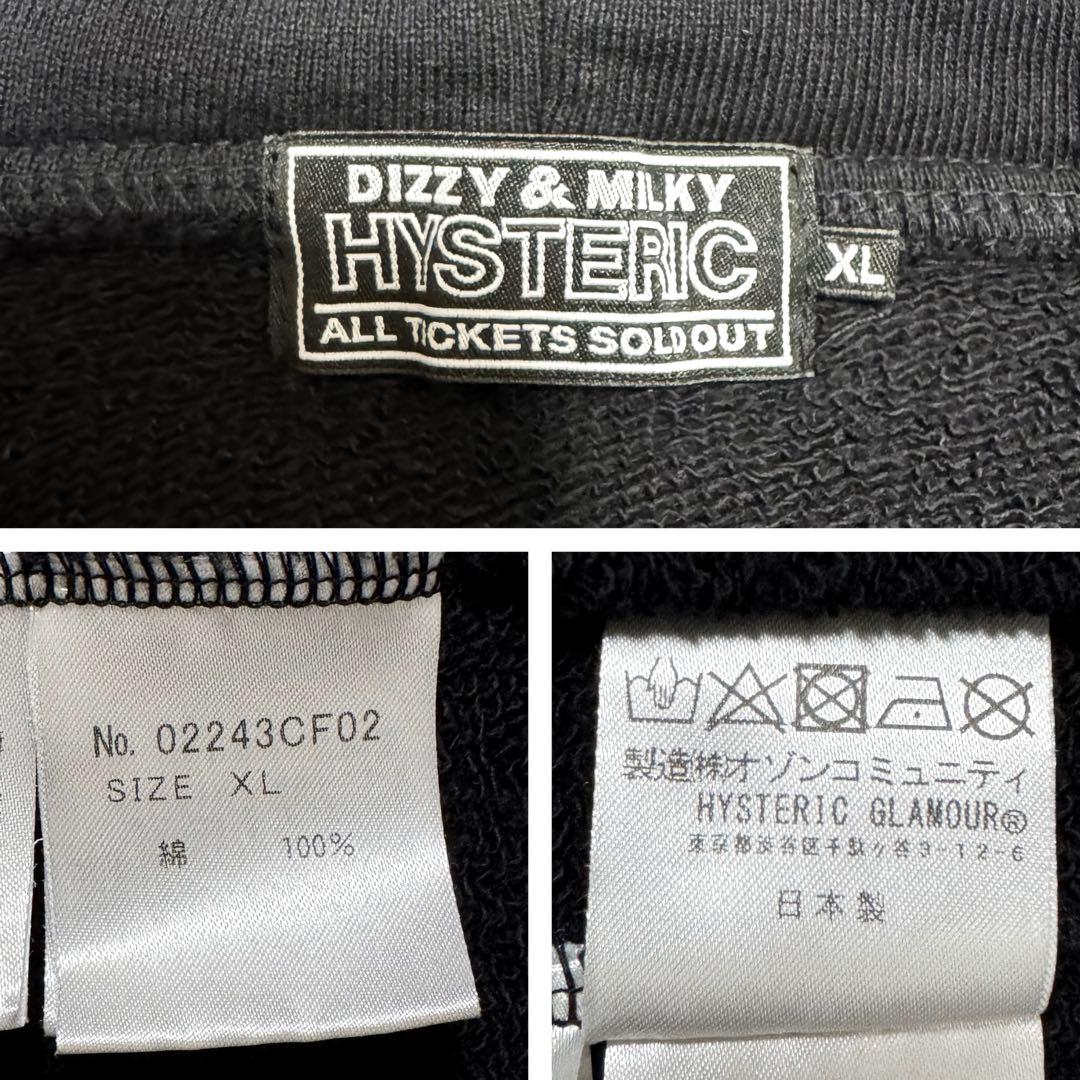 DIZZY & MILKY
HYSTERIC
ALL TICKETS SOLD OUT
XL
No. 02243CF02
SIZE XL
綿 100%
製造㈱オゾンコミュニティ
HYSTERIC GLAMOUR®
東京都渋谷区千駄ヶ谷3-12-6
日本製